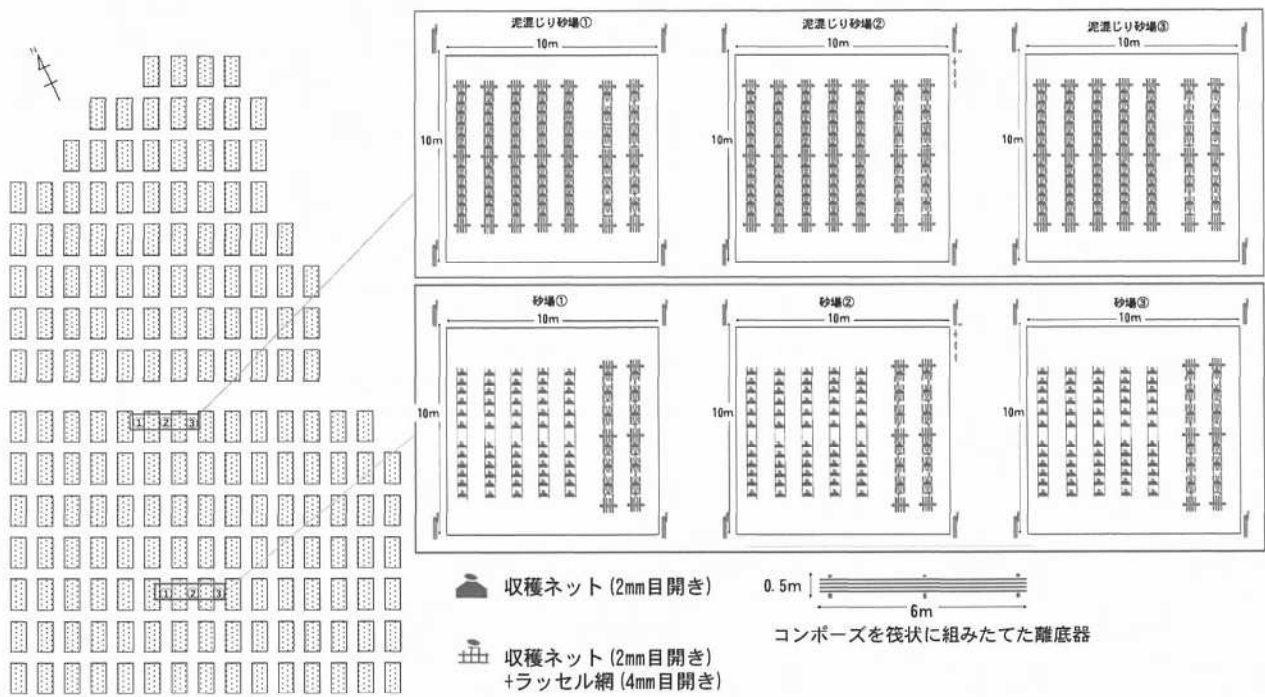 N
泥混じり砂場①
10m
10m
泥混じり砂場②
10m
10m
泥混じり砂場③
10m
10m
砂場①
10m
10m
砂場②
10m
10m
砂場③
10m
10m
1 2 3
1 2 3
収穫ネット(2mm目開き)
収穫ネット(2mm目開き)
+ラッセル網(4mm目開き)
0.5m
6m
コンポーズを筏状に組みたてた離底器